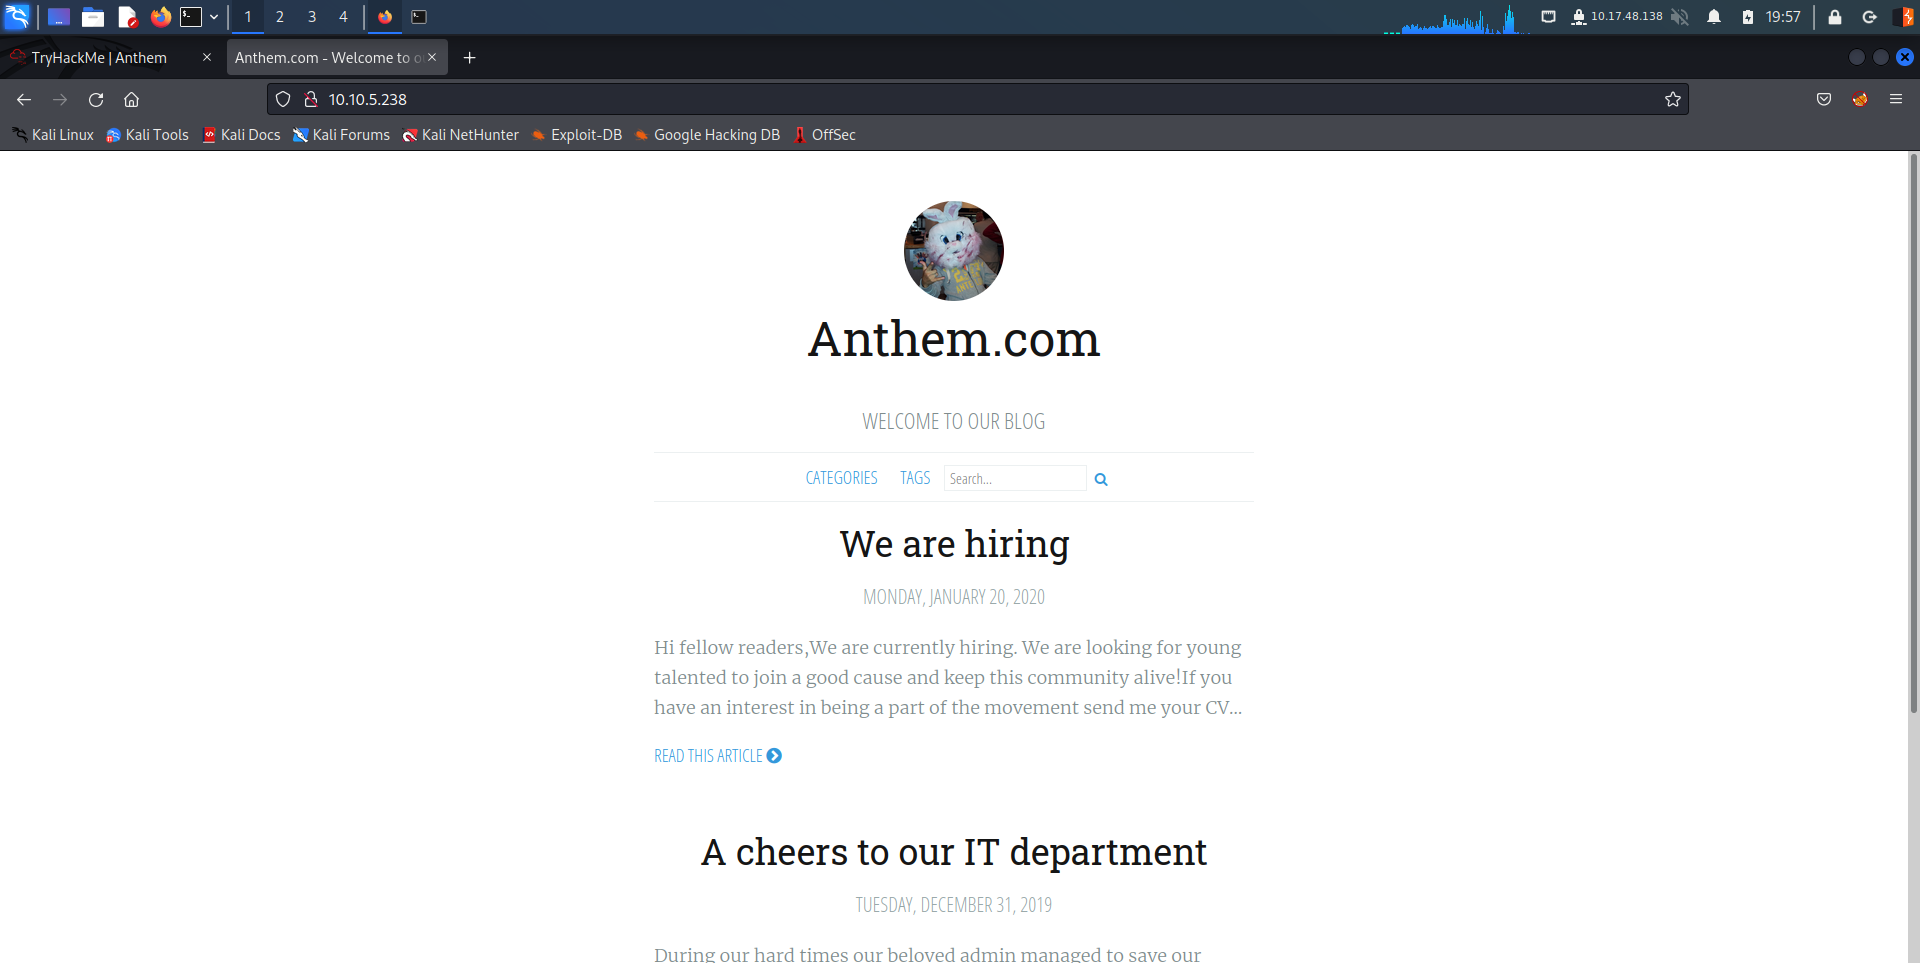 1 2 3 4 10.17.48.138 19:57
TryHackMe | Anthem Anthem.com - Welcome to
10.10.5.238
Kali Linux Kali Tools Kali Docs Kali Forums Kali NetHunter Exploit-DB Google Hacking DB OffSec
Anthem.com
WELCOME TO OUR BLOG
CATEGORIES TAGS Search...
We are hiring
MONDAY, JANUARY 20, 2020
Hi fellow readers,We are currently hiring. We are looking for young
talented to join a good cause and keep this community alive!If you
have an interest in being a part of the movement send me your CV...
READ THIS ARTICLE
A cheers to our IT department
TUESDAY, DECEMBER 31, 2019
During our hard times our beloved admin managed to save our